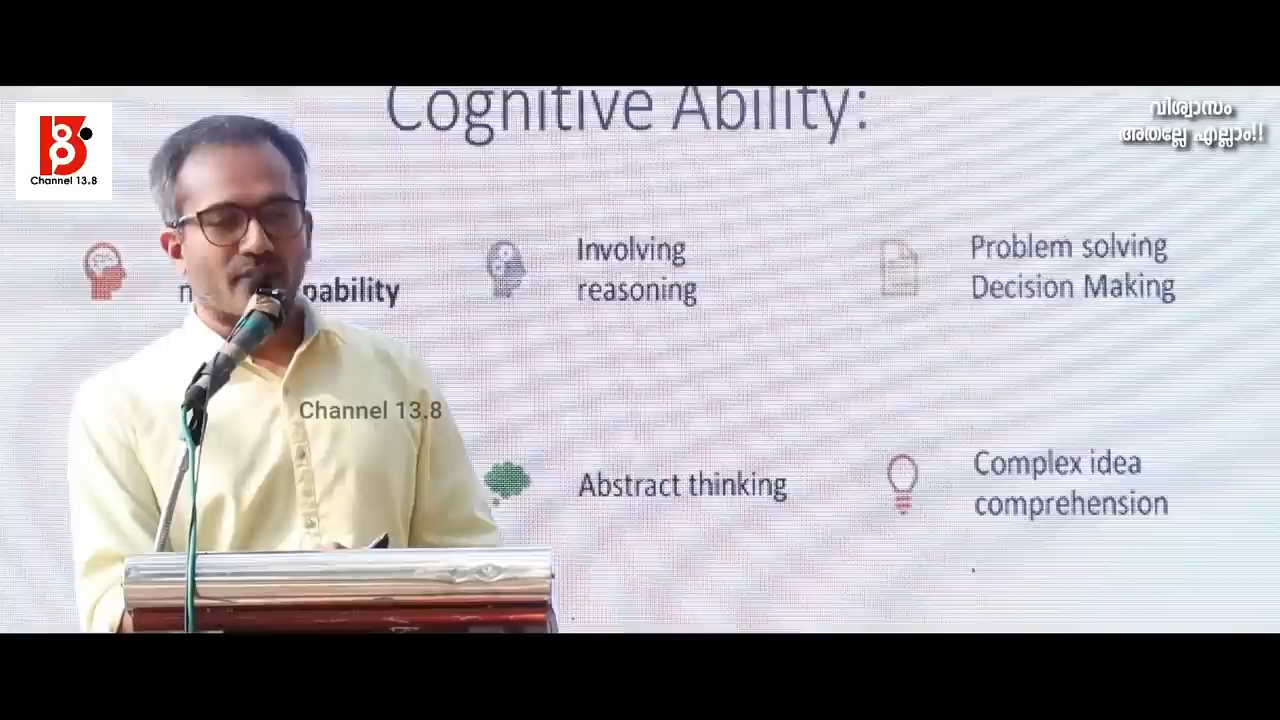 Cognitive Ability:
Channel 13.8
വിശ്വാസം
അതല്ലേ എല്ലാം!!
pability
Involving
reasoning
Problem solving
Decision Making
Channel 13.8
Abstract thinking
Complex idea
comprehension